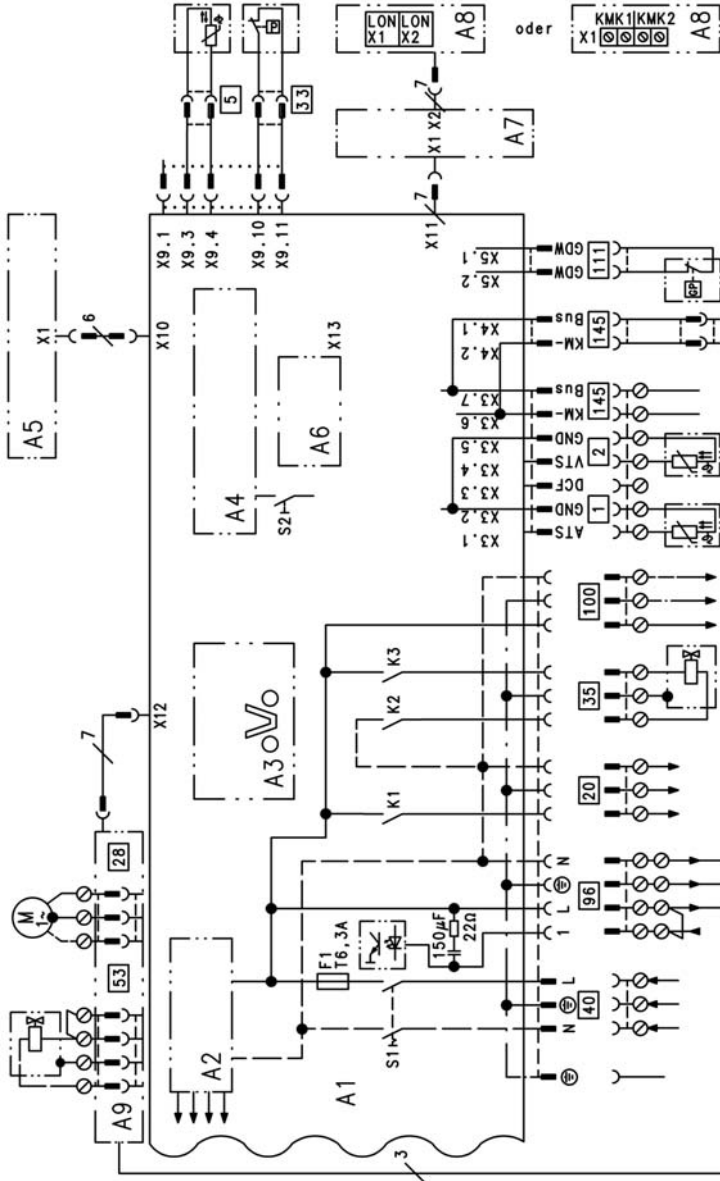 A5
X1
6
X10
5
33
LON LON
X1 X2
A8
oder
KMK1 KMK2
X1
A8
P
X9.1
X9.3
X9.4
X9.10
X9.11
7
X1 X2
A7
7
X11
A4
S2
A6
X13
X12
7
A3
28
M
1~
53
A9
A2
A1
3
F1
T6,3A
S1
150µF
22Ω
K1
K2
K3
X5.1
X5.2
X4.1
X4.2
X3.7
X3.6
X3.5
X3.4
X3.3
X3.2
X3.1
GDW
GDW
111
GP
Bus
KM-
145
Bus
KM-
145
GND
VTS
2
DCF
GND
ATS
1
100
35
20
N
L
1
96
L
N
40